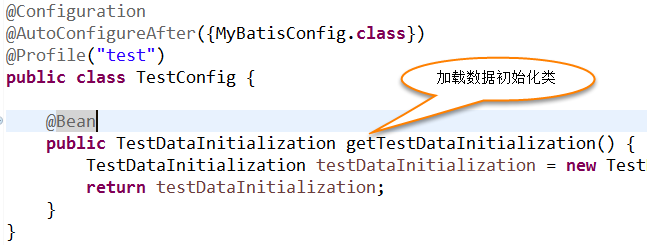 @Configuration
@AutoConfigureAfter({MyBatisConfig.class})
@Profile("test")
public class TestConfig {
加载数据初始化类
@Bean
public TestDataInitialization getTestDataInitialization() {
TestDataInitialization testDataInitialization = new Test
return testDataInitialization;
}
}